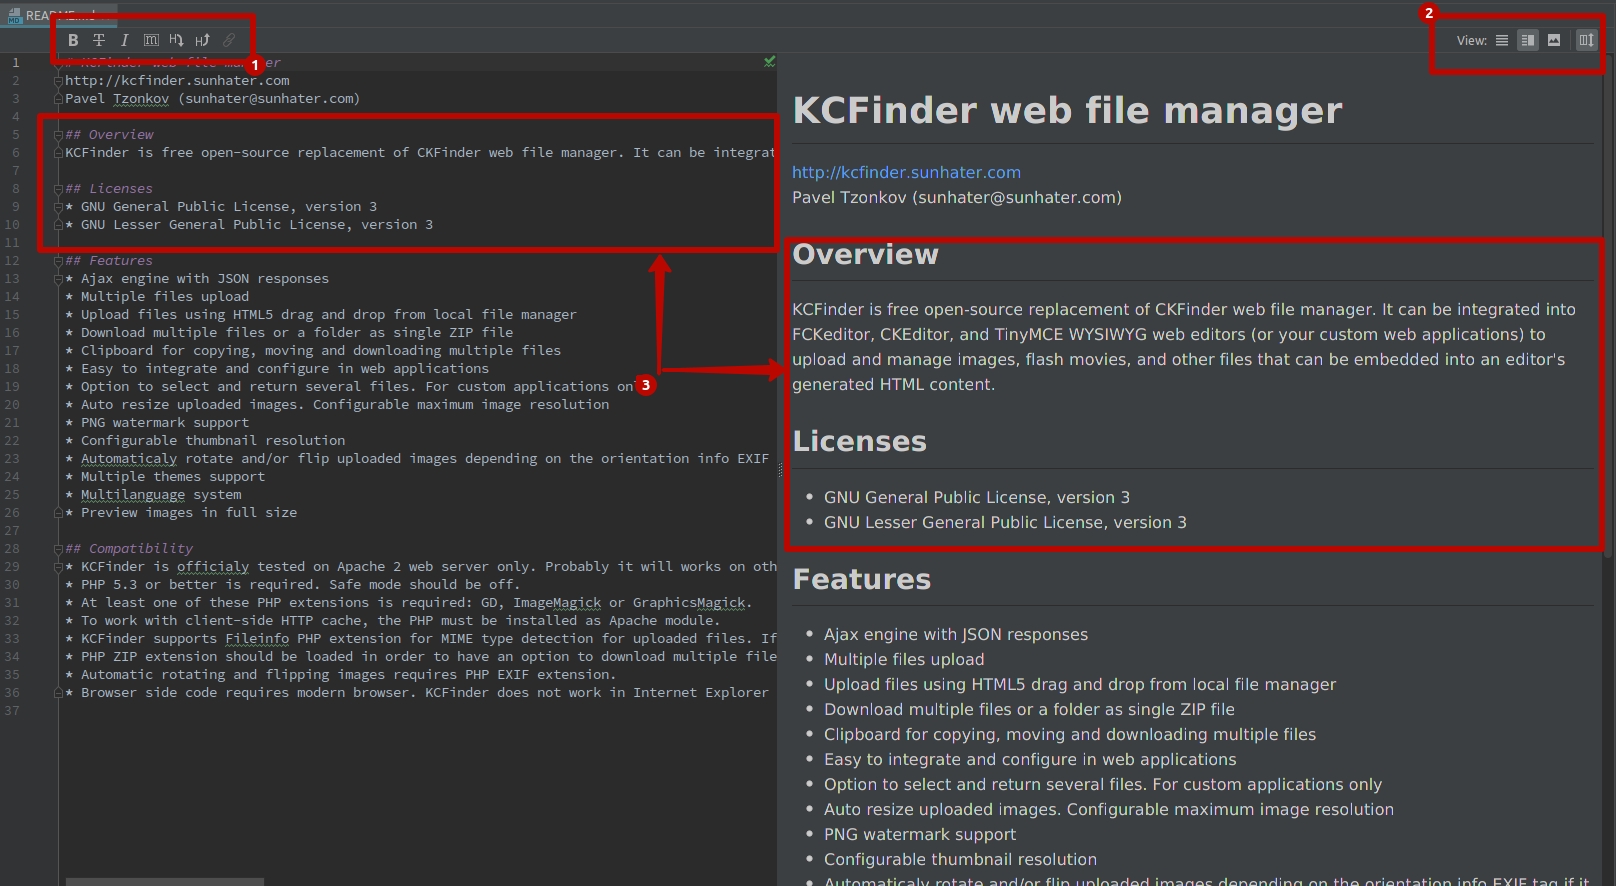 README.md
B T I m H H
View:
1
2
1 # KCFinder web file manager
2 http://kcfinder.sunhater.com
3 Pavel Tzonkov (sunhater@sunhater.com)
4
5 ## Overview
6 KCFinder is free open-source replacement of CKFinder web file manager. It can be integrat
7
8 ## Licenses
9 * GNU General Public License, version 3
10 * GNU Lesser General Public License, version 3
11
12 ## Features
13 * Ajax engine with JSON responses
14 * Multiple files upload
15 * Upload files using HTML5 drag and drop from local file manager
16 * Download multiple files or a folder as single ZIP file
17 * Clipboard for copying, moving and downloading multiple files
18 * Easy to integrate and configure in web applications
19 * Option to select and return several files. For custom applications on
3
20 * Auto resize uploaded images. Configurable maximum image resolution
21 * PNG watermark support
22 * Configurable thumbnail resolution
23 * Automaticaly rotate and/or flip uploaded images depending on the orientation info EXIF
24 * Multiple themes support
25 * Multilanguage system
26 * Preview images in full size
27
28 ## Compatibility
29 * KCFinder is officialy tested on Apache 2 web server only. Probably it will works on oth
30 * PHP 5.3 or better is required. Safe mode should be off.
31 * At least one of these PHP extensions is required: GD, ImageMagick or GraphicsMagick.
32 * To work with client-side HTTP cache, the PHP must be installed as Apache module.
33 * KCFinder supports Fileinfo PHP extension for MIME type detection for uploaded files. If
34 * PHP ZIP extension should be loaded in order to have an option to download multiple file
35 * Automatic rotating and flipping images requires PHP EXIF extension.
36 * Browser side code requires modern browser. KCFinder does not work in Internet Explorer
37
KCFinder web file manager
http://kcfinder.sunhater.com
Pavel Tzonkov (sunhater@sunhater.com)
Overview
KCFinder is free open-source replacement of CKFinder web file manager. It can be integrated into
FCKeditor, CKEditor, and TinyMCE WYSIWYG web editors (or your custom web applications) to
upload and manage images, flash movies, and other files that can be embedded into an editor's
generated HTML content.
Licenses
• GNU General Public License, version 3
• GNU Lesser General Public License, version 3
Features
• Ajax engine with JSON responses
• Multiple files upload
• Upload files using HTML5 drag and drop from local file manager
• Download multiple files or a folder as single ZIP file
• Clipboard for copying, moving and downloading multiple files
• Easy to integrate and configure in web applications
• Option to select and return several files. For custom applications only
• Auto resize uploaded images. Configurable maximum image resolution
• PNG watermark support
• Configurable thumbnail resolution
• Automaticaly rotate and/or flip uploaded images depending on the orientation info EXIF tag if it